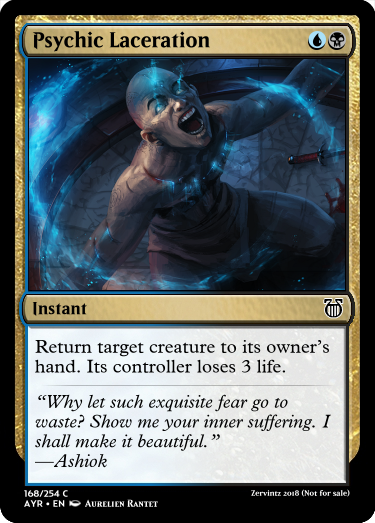 Psychic Laceration
Instant
Return target creature to its owner's
hand. Its controller loses 3 life.
“Why let such exquisite fear go to
waste? Show me your inner suffering. I
shall make it beautiful.”
—Ashiok
168/254 C
AYR • EN Aurelien Rantet
Zervintz 2018 (Not for sale)